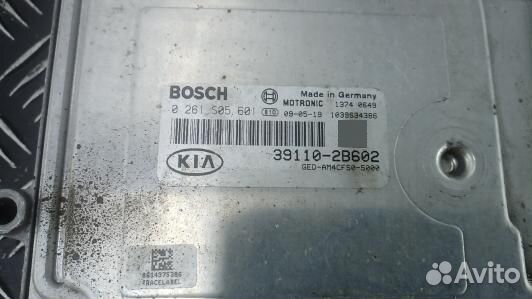 BOSCH
Made in Germany
MOTRONIC 1374 0649
0 261 S05 601 E10 09-05-19 1039S34386
KIA
39110-2B602
GED-AM4CFS0-5000
TRACELABEL
Avito